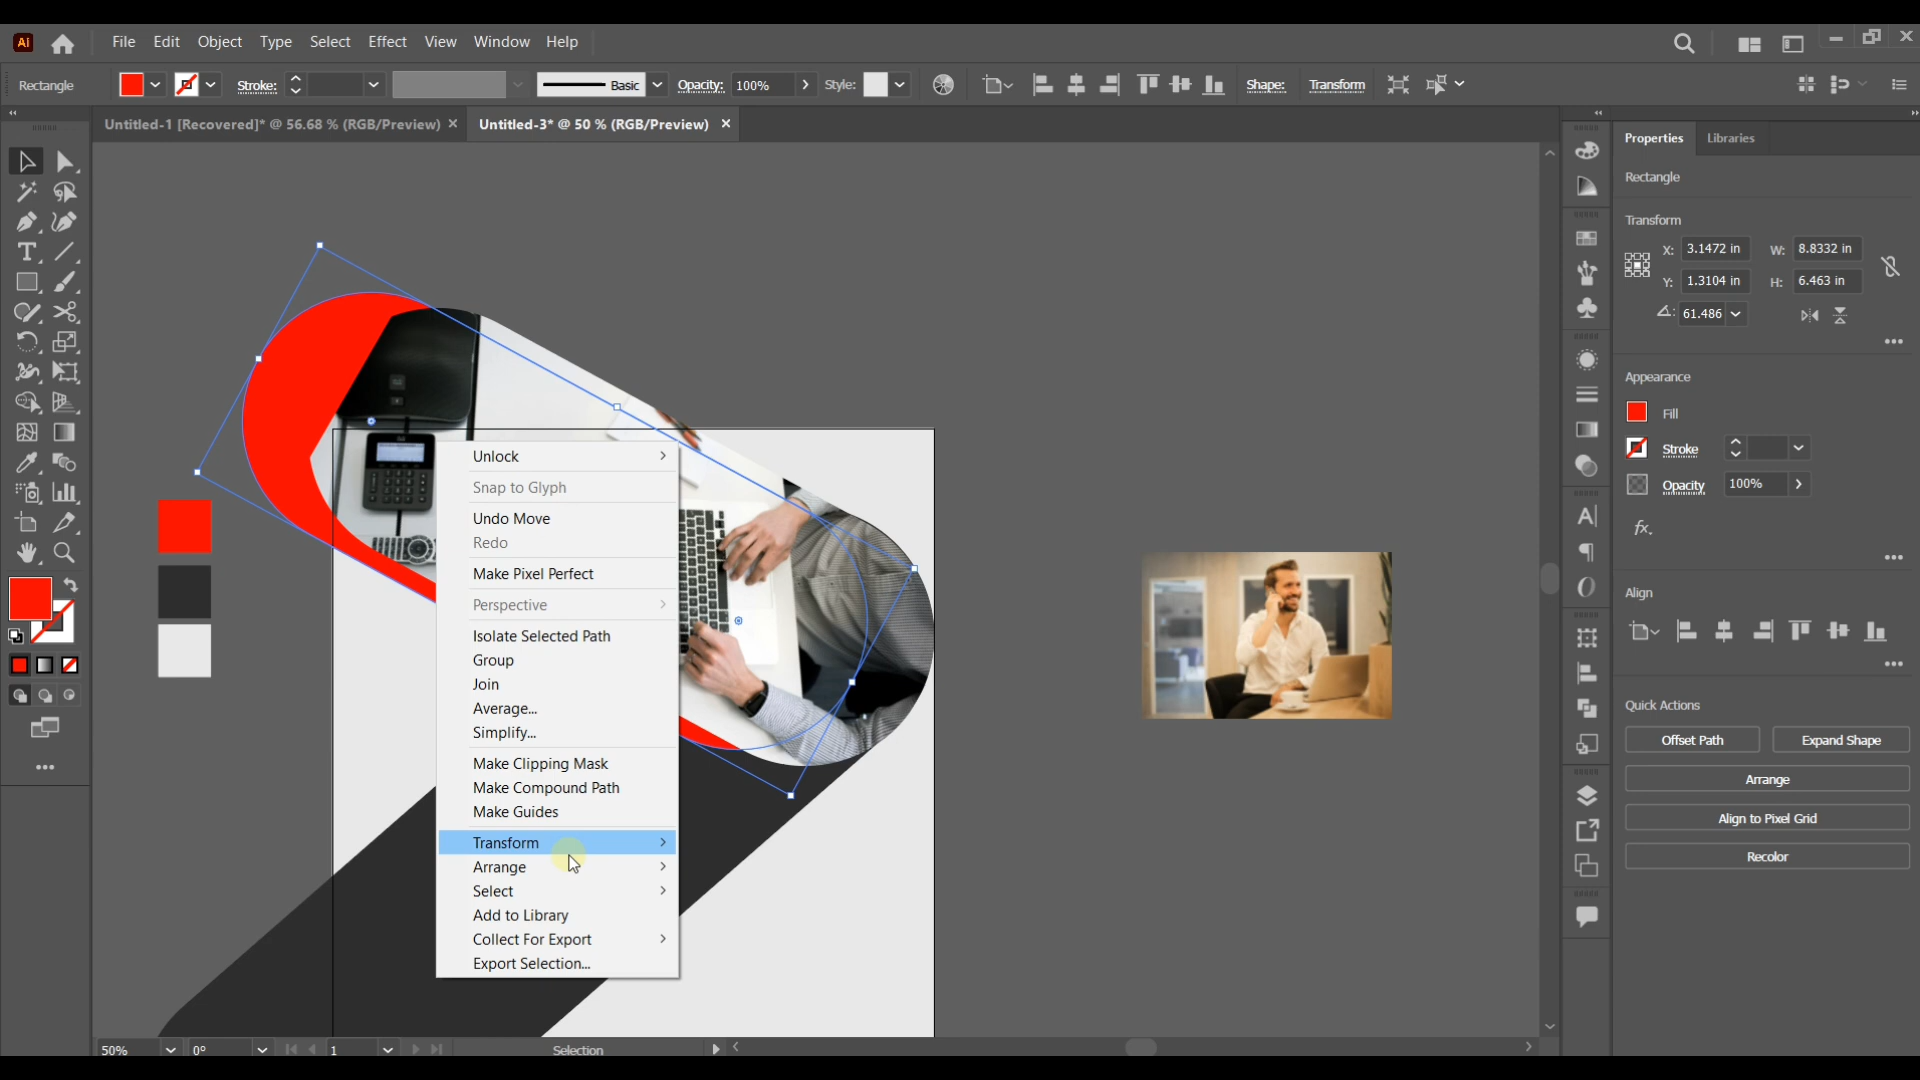 Ai File Edit Object Type Select Effect View Window Help
Rectangle Stroke: Basic Opacity: 100% Style: Shape: Transform
Untitled-1 [Recovered]* @ 56.68 % (RGB/Preview) × Untitled-3* @ 50 % (RGB/Preview) ×
Unlock
Snap to Glyph
Undo Move
Redo
Make Pixel Perfect
Perspective
Isolate Selected Path
Group
Join
Average...
Simplify...
Make Clipping Mask
Make Compound Path
Make Guides
Transform
Arrange
Select
Add to Library
Collect For Export
Export Selection...
50% 0° 1 Selection
Properties Libraries
Rectangle
Transform
X: 3.1472 in W: 8.8332 in
Y: 1.3104 in H: 6.463 in
61.486
Appearance
Fill
Stroke
Opacity 100%
fx.
Align
Quick Actions
Offset Path Expand Shape
Arrange
Align to Pixel Grid
Recolor